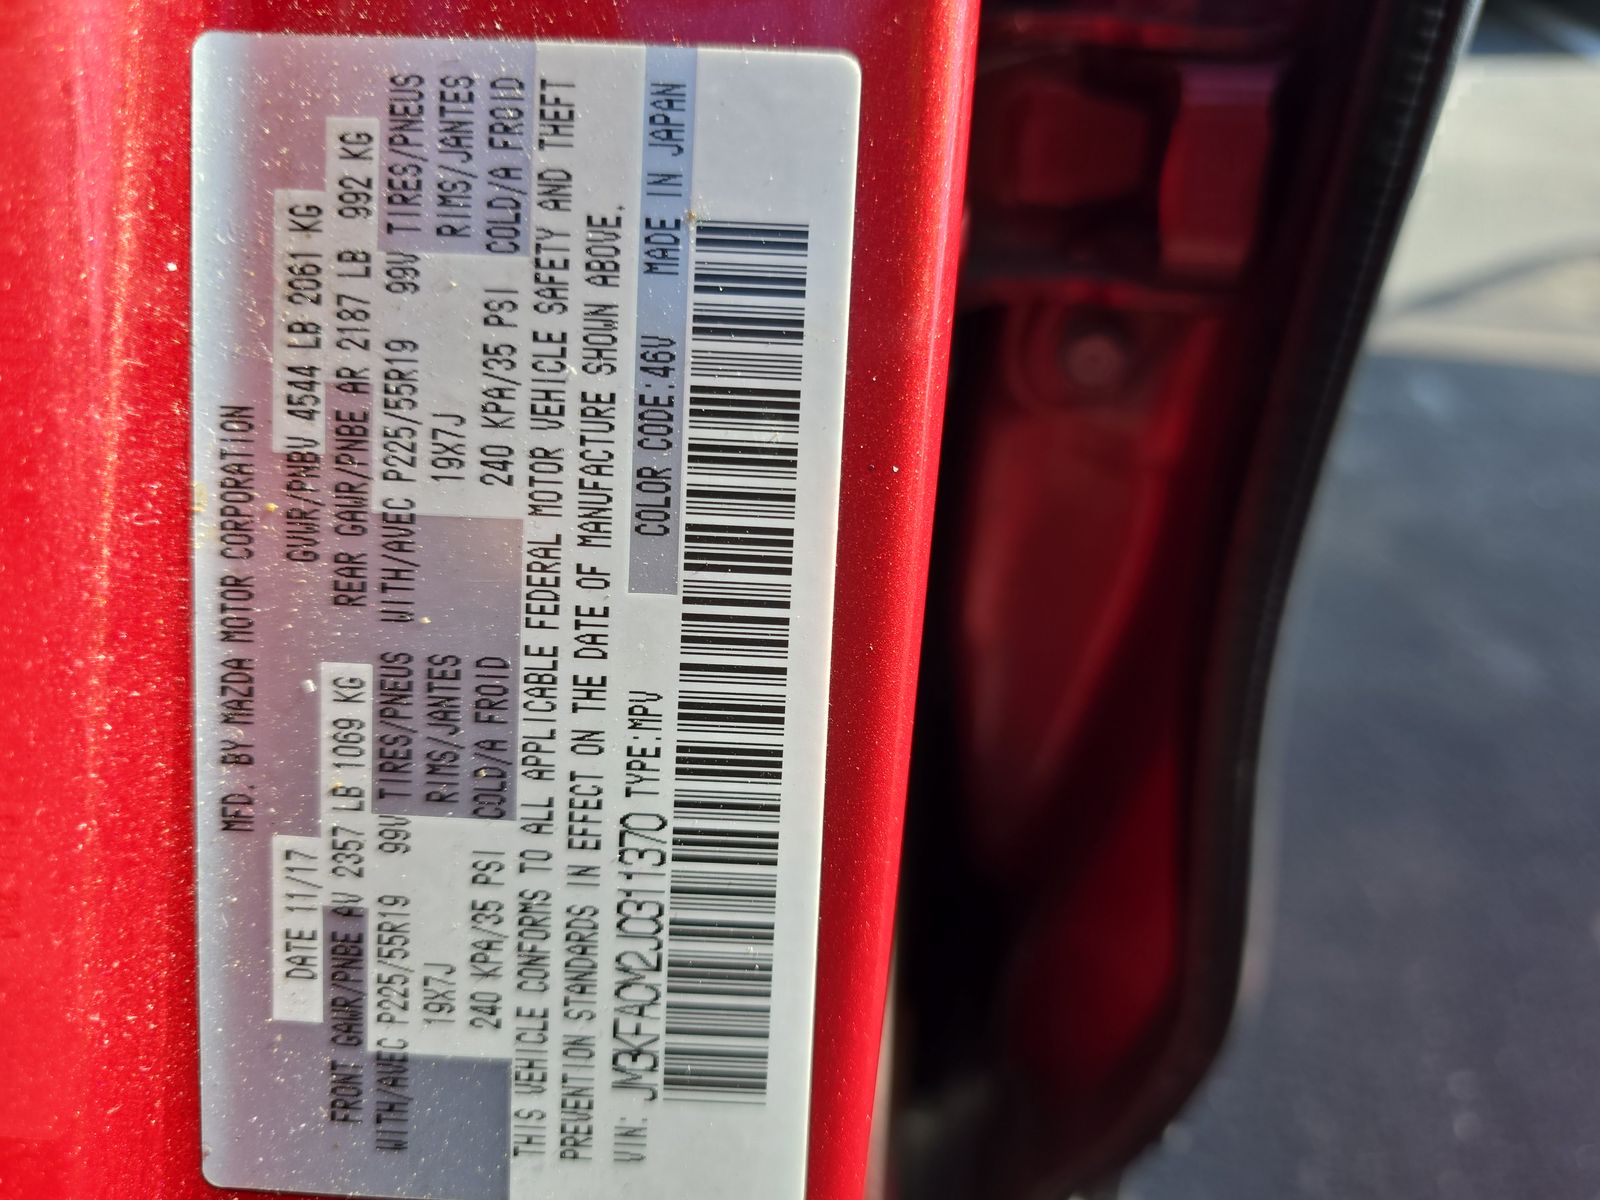 MFD. BY MAZDA MOTOR CORPORATION
DATE 11/17 GVWR/PNBV 4544 LB 2061 KG
FRONT GAWR/PNBE AV 2357 LB 1069 KG REAR GAWR/PNBE AR 2187 LB 992 KG
WITH/AVEC P225/55R19 99V TIRES/PNEUS WITH/AVEC P225/55R19 99V TIRES/PNEUS
19X7J RIMS/JANTES 19X7J RIMS/JANTES
240 KPA/35 PSI COLD/A FROID 240 KPA/35 PSI COLD/A FROID
THIS VEHICLE CONFORMS TO ALL APPLICABLE FEDERAL MOTOR VEHICLE SAFETY AND THEFT
PREVENTION STANDARDS IN EFFECT ON THE DATE OF MANUFACTURE SHOWN ABOVE.
VIN: JM3KFACM2J0311370 TYPE:MPV COLOR CODE:46V MADE IN JAPAN